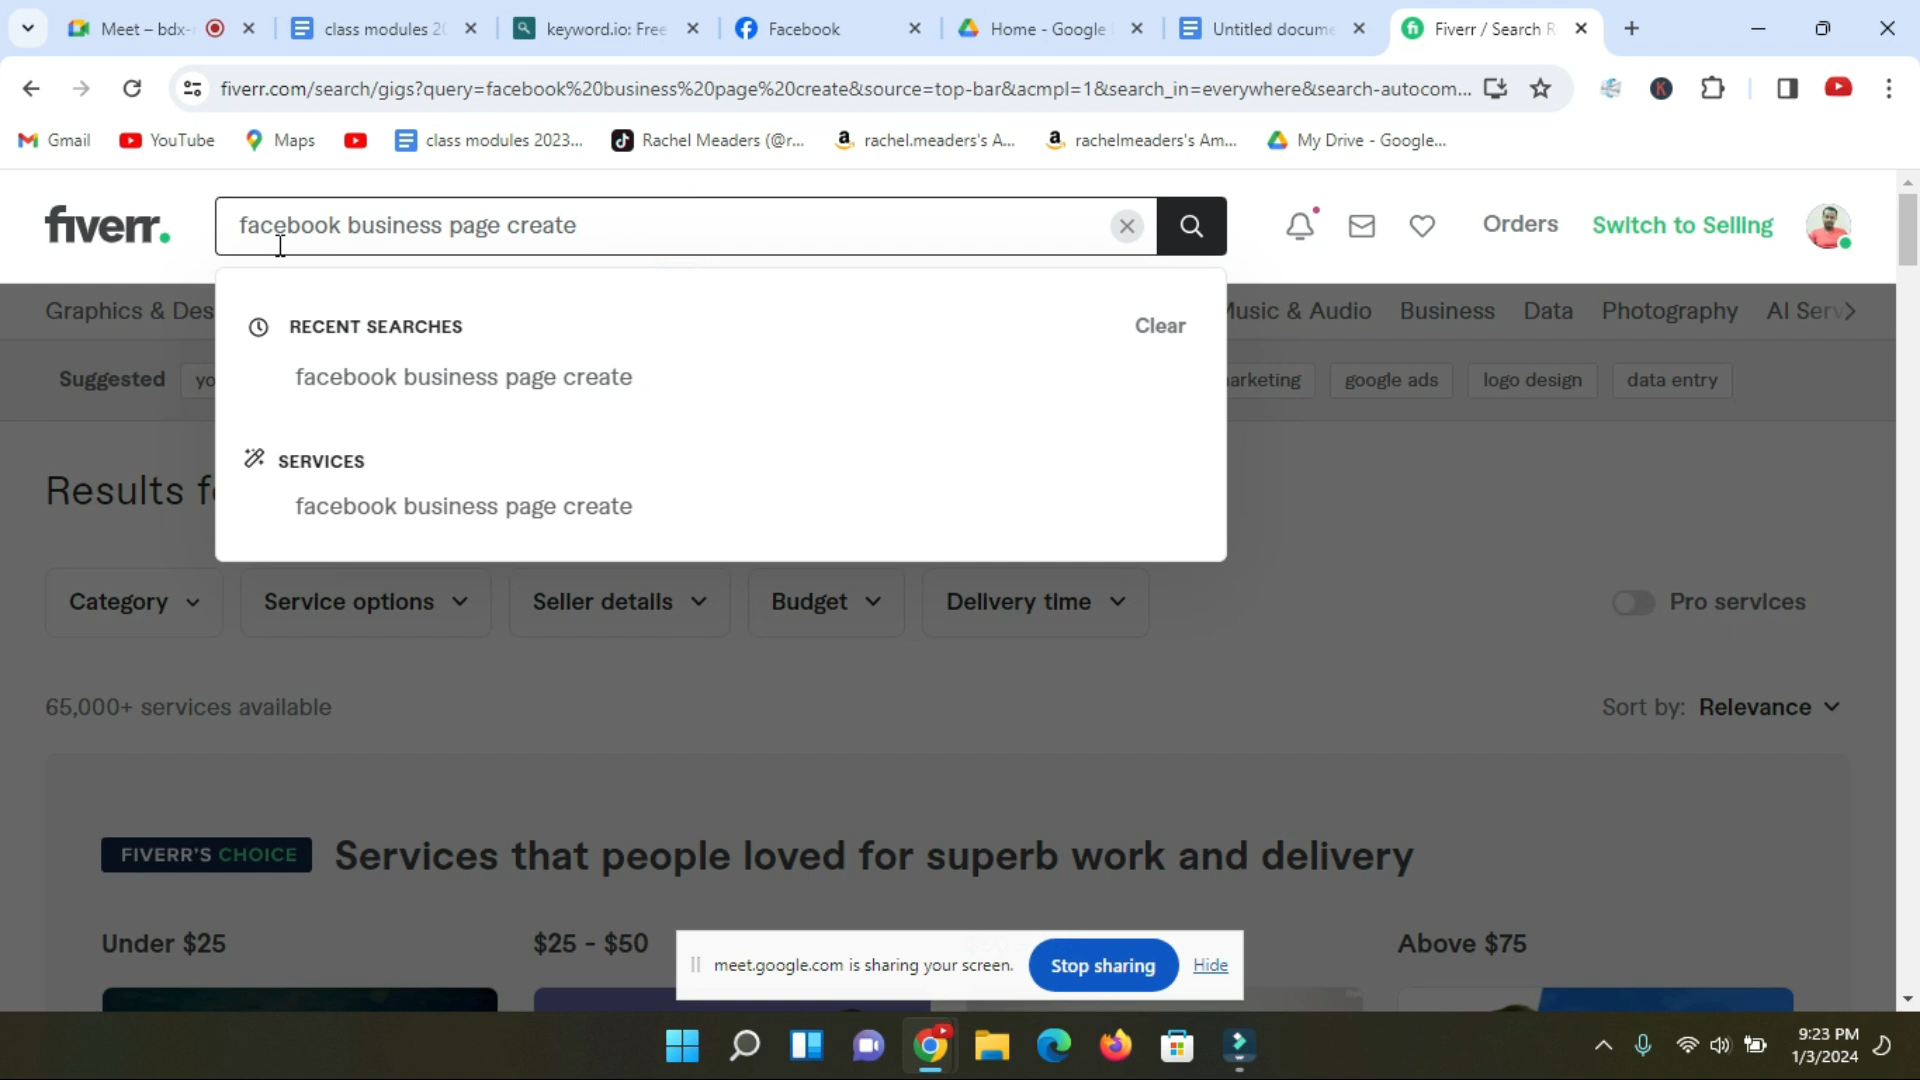 Meet – bdx-
class modules 20
keyword.io: Free
Facebook
Home - Google
Untitled docume
Fiverr / Search R
fiverr.com/search/gigs?query=facebook%20business%20page%20create&source=top-bar&acmpl=1&search_in=everywhere&search-autocom...
K
Gmail
YouTube
Maps
class modules 2023...
Rachel Meaders (@r...
rachel.meaders's A...
rachelmeaders's Am...
My Drive - Google...
fiverr.
facebook business page create
Orders
Switch to Selling
Graphics & Des
Music & Audio
Business
Data
Photography
AI Serv
RECENT SEARCHES
Clear
facebook business page create
Suggested
yo
arketing
google ads
logo design
data entry
SERVICES
facebook business page create
Results fo
Category
Service options
Seller details
Budget
Delivery time
Pro services
65,000+ services available
Sort by: Relevance
FIVERR'S CHOICE
Services that people loved for superb work and delivery
Under $25
$25 - $50
Above $75
meet.google.com is sharing your screen.
Stop sharing
Hide
9:23 PM
1/3/2024